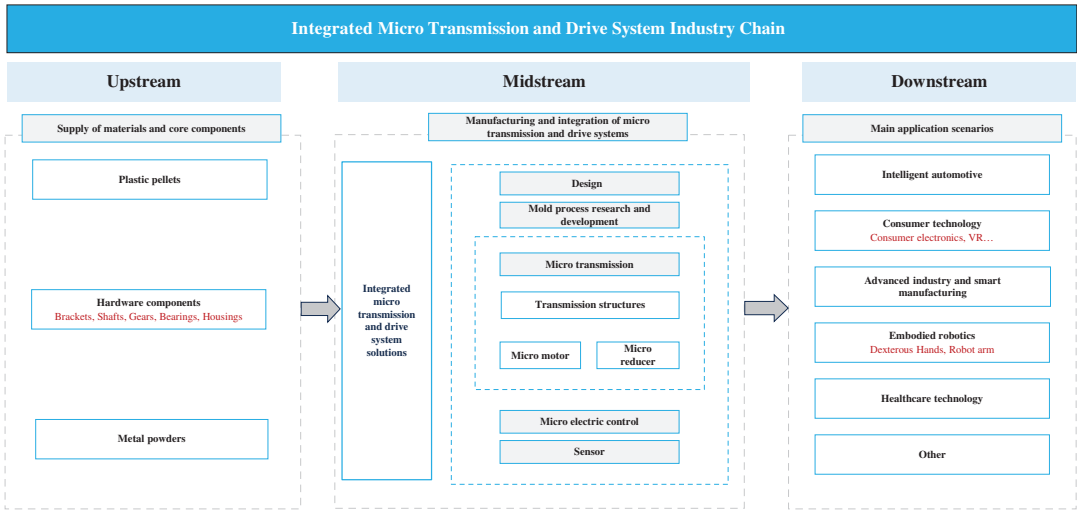 Integrated Micro Transmission and Drive System Industry Chain
Upstream
Supply of materials and core components
Plastic pellets
Hardware components
Brackets, Shafts, Gears, Bearings, Housings
Metal powders
Midstream
Manufacturing and integration of micro
transmission and drive systems
Integrated
micro
transmission
and drive
system
solutions
Design
Mold process research and
development
Micro transmission
Transmission structures
Micro motor
Micro
reducer
Micro electric control
Sensor
Downstream
Main application scenarios
Intelligent automotive
Consumer technology
Consumer electronics, VR…
Advanced industry and smart
manufacturing
Embodied robotics
Dexterous Hands, Robot arm
Healthcare technology
Other